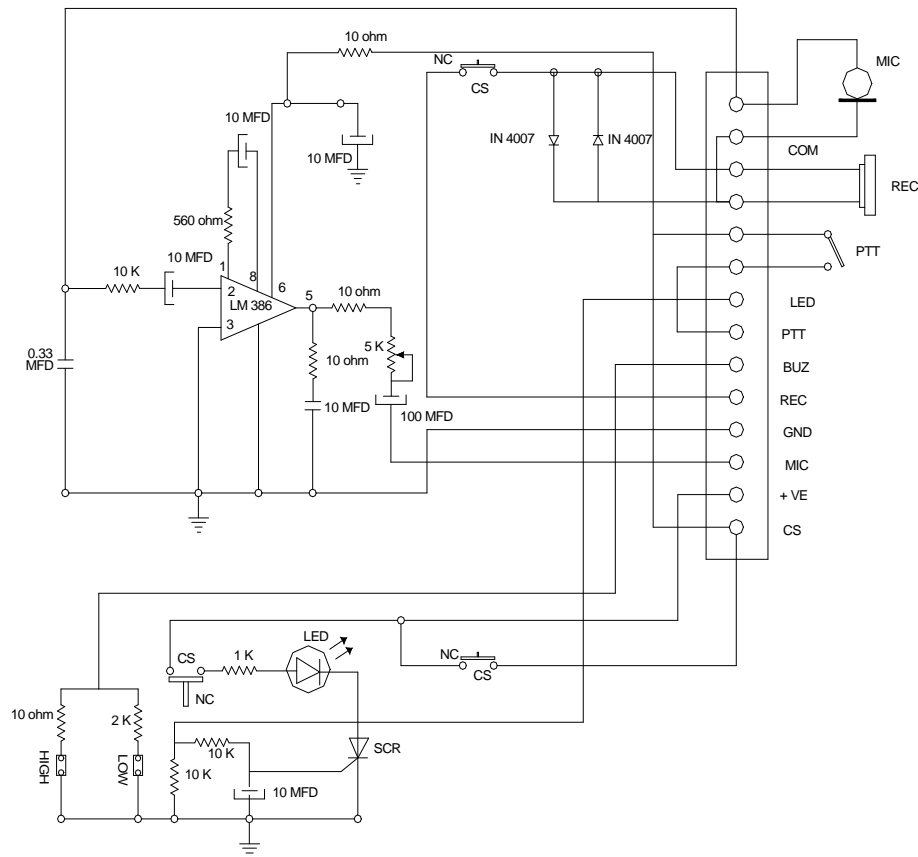 10 ohm
NC
CS
MIC
10 MFD
10 MFD
IN 4007
IN 4007
COM
REC
560 ohm
10 MFD
10 K
1
8
6
2
LM 386
5
3
10 ohm
PTT
LED
0.33
MFD
10 ohm
5 K
PTT
10 MFD
100 MFD
BUZ
REC
GND
MIC
+ VE
CS
LED
CS
1 K
NC
NC
CS
10 ohm
2 K
10 K
SCR
HIGH
LOW
10 K
10 MFD